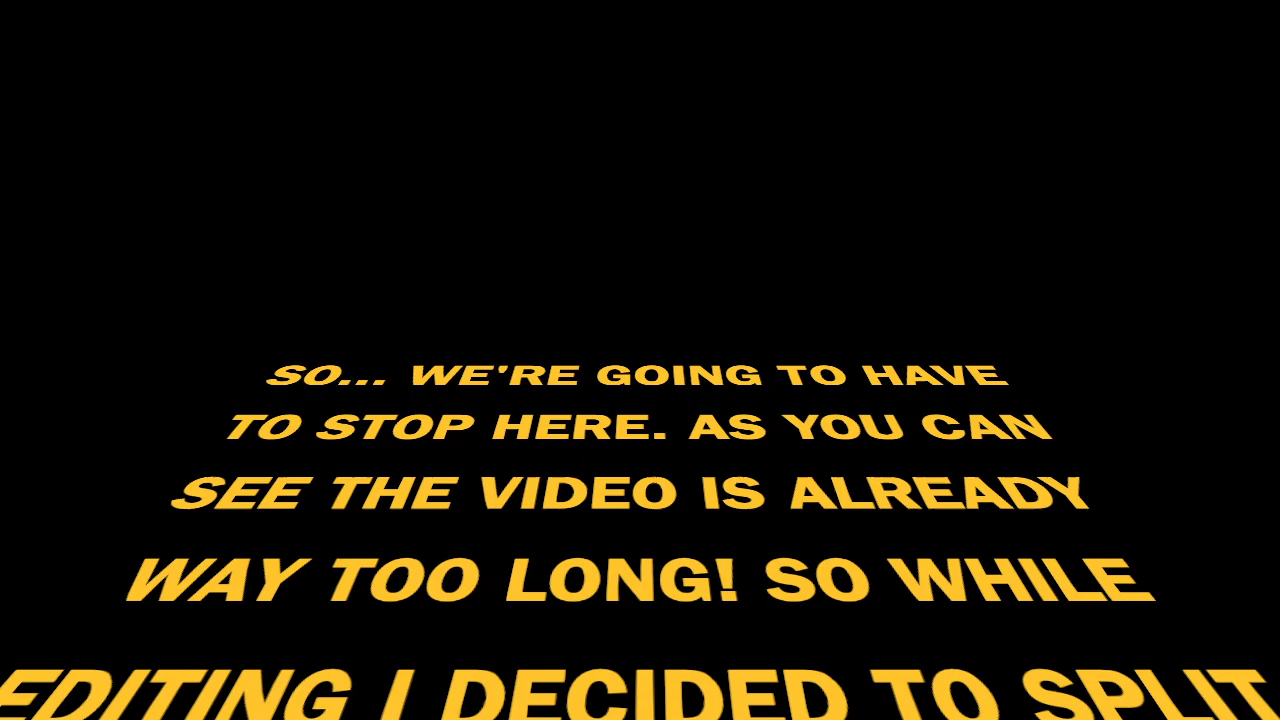 SO... WE'RE GOING TO HAVE
TO STOP HERE. AS YOU CAN
SEE THE VIDEO IS ALREADY
WAY TOO LONG! SO WHILE
EDITING I DECIDED TO SPLIT